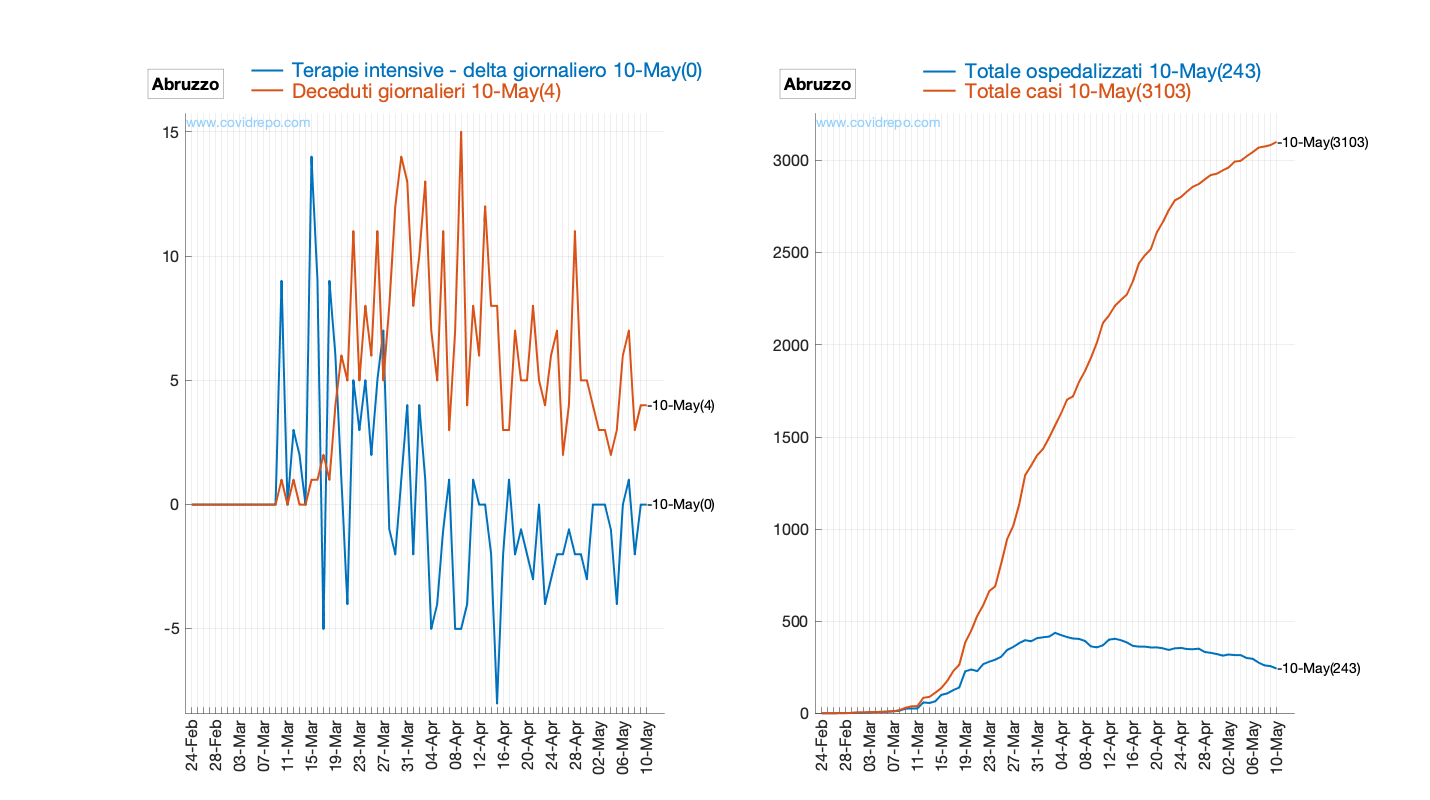 Abruzzo
Terapie intensive - delta giornaliero 10-May(0)
Deceduti giornalieri 10-May(4)
www.covidrepo.com
15
10
5
0
-5
-10-May(4)
-10-May(0)
24-Feb
28-Feb
03-Mar
07-Mar
11-Mar
15-Mar
19-Mar
23-Mar
27-Mar
31-Mar
04-Apr
08-Apr
12-Apr
16-Apr
20-Apr
24-Apr
28-Apr
02-May
06-May
10-May
Abruzzo
Totale ospedalizzati 10-May(243)
Totale casi 10-May(3103)
www.covidrepo.com
3000
2500
2000
1500
1000
500
0
-10-May(3103)
-10-May(243)
24-Feb
28-Feb
03-Mar
07-Mar
11-Mar
15-Mar
19-Mar
23-Mar
27-Mar
31-Mar
04-Apr
08-Apr
12-Apr
16-Apr
20-Apr
24-Apr
28-Apr
02-May
06-May
10-May